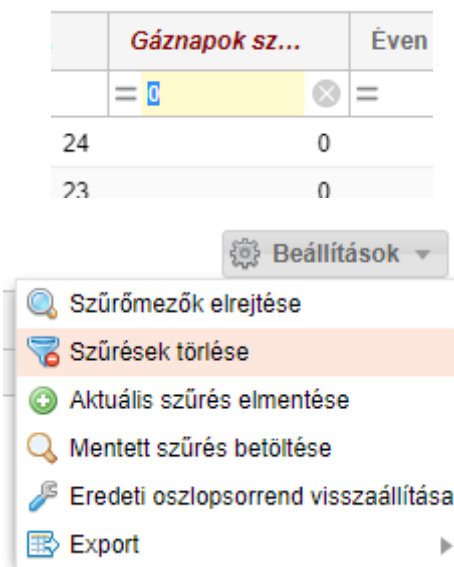 Gáznapok sz... Éven
= 0 =
24 0
23 0
Beállítások
Szűrőmezők elrejtése
Szűrések törlése
Aktuális szűrés elmentése
Mentett szűrés betöltése
Eredeti oszlopsorrend visszaállítása
Export